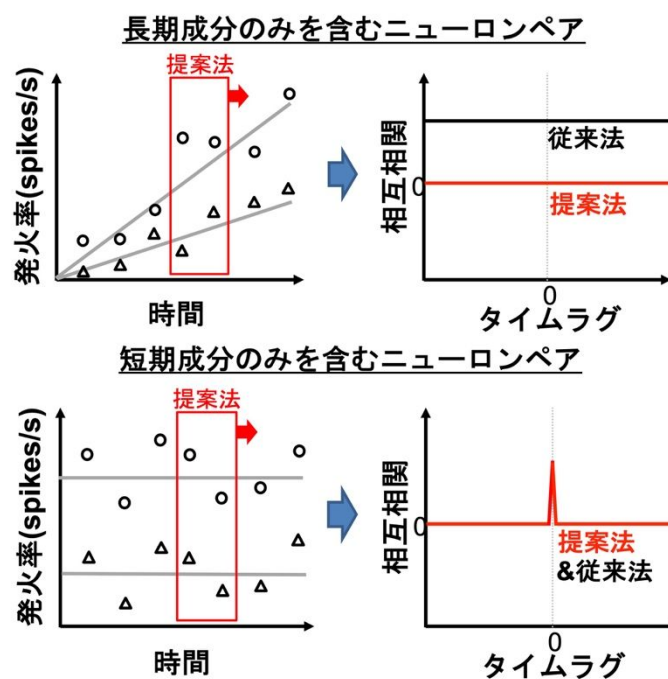 長期成分のみを含むニューロンペア
提案法
発火率(spikes/s)
時間
相互相関
0
従来法
提案法
0
タイムラグ
短期成分のみを含むニューロンペア
提案法
発火率(spikes/s)
時間
相互相関
0
提案法
&従来法
0
タイムラグ